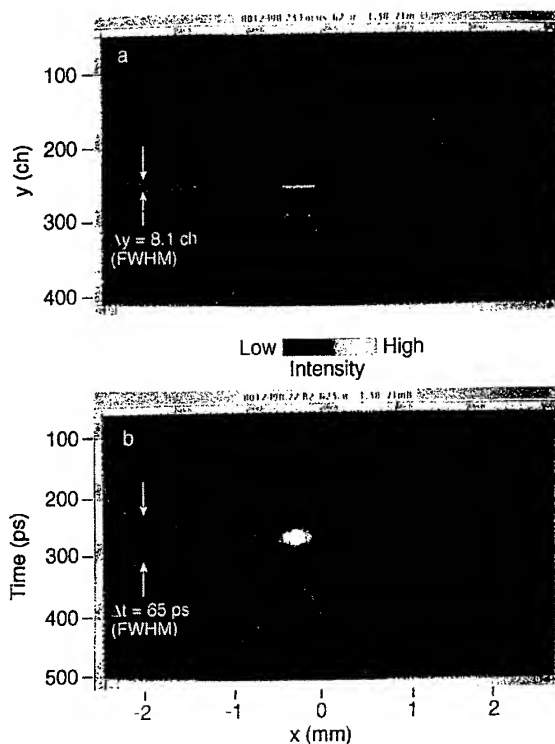 a
100
200
y (ch)
300
Δy = 8.1 ch
(FWHM)
400
Low High
Intensity
b
100
200
Time (ps)
300
Δt = 65 ps
(FWHM)
400
500
-2 -1 0 1 2
x (mm)